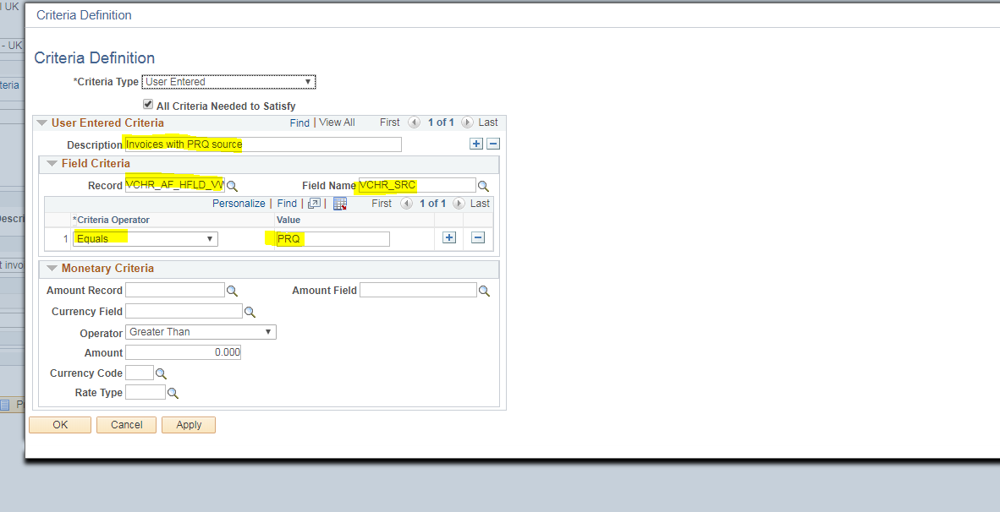 l UK
Criteria Definition
- UK
Criteria Definition
teria
*Criteria Type User Entered
All Criteria Needed to Satisfy
User Entered Criteria Find | View All First 1 of 1 Last
Description Invoices with PRQ source
Field Criteria
Record VCHR_AF_HFLD_VW Field Name VCHR_SRC
Personalize | Find | | First 1 of 1 Last
*Criteria Operator Value
1 Equals PRQ
Descri
t invo
Monetary Criteria
Amount Record Amount Field
Currency Field
Operator Greater Than
Amount 0.000
Currency Code
Rate Type
OK Cancel Apply